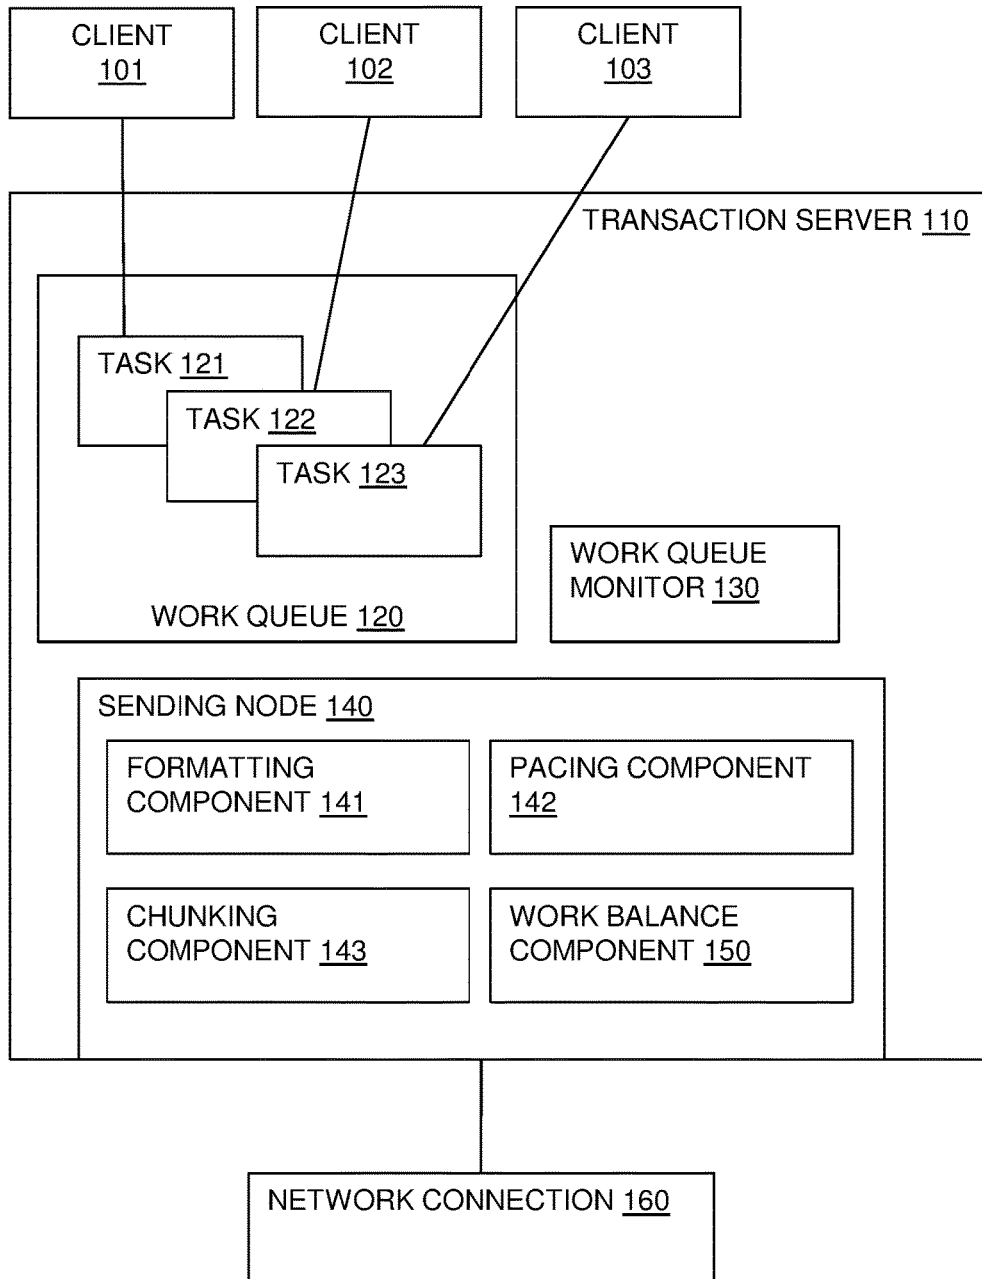 CLIENT
101
CLIENT
102
CLIENT
103
TRANSACTION SERVER 110
TASK 121
TASK 122
TASK 123
WORK QUEUE 120
WORK QUEUE
MONITOR 130
SENDING NODE 140
FORMATTING
COMPONENT 141
PACING COMPONENT
142
CHUNKING
COMPONENT 143
WORK BALANCE
COMPONENT 150
NETWORK CONNECTION 160